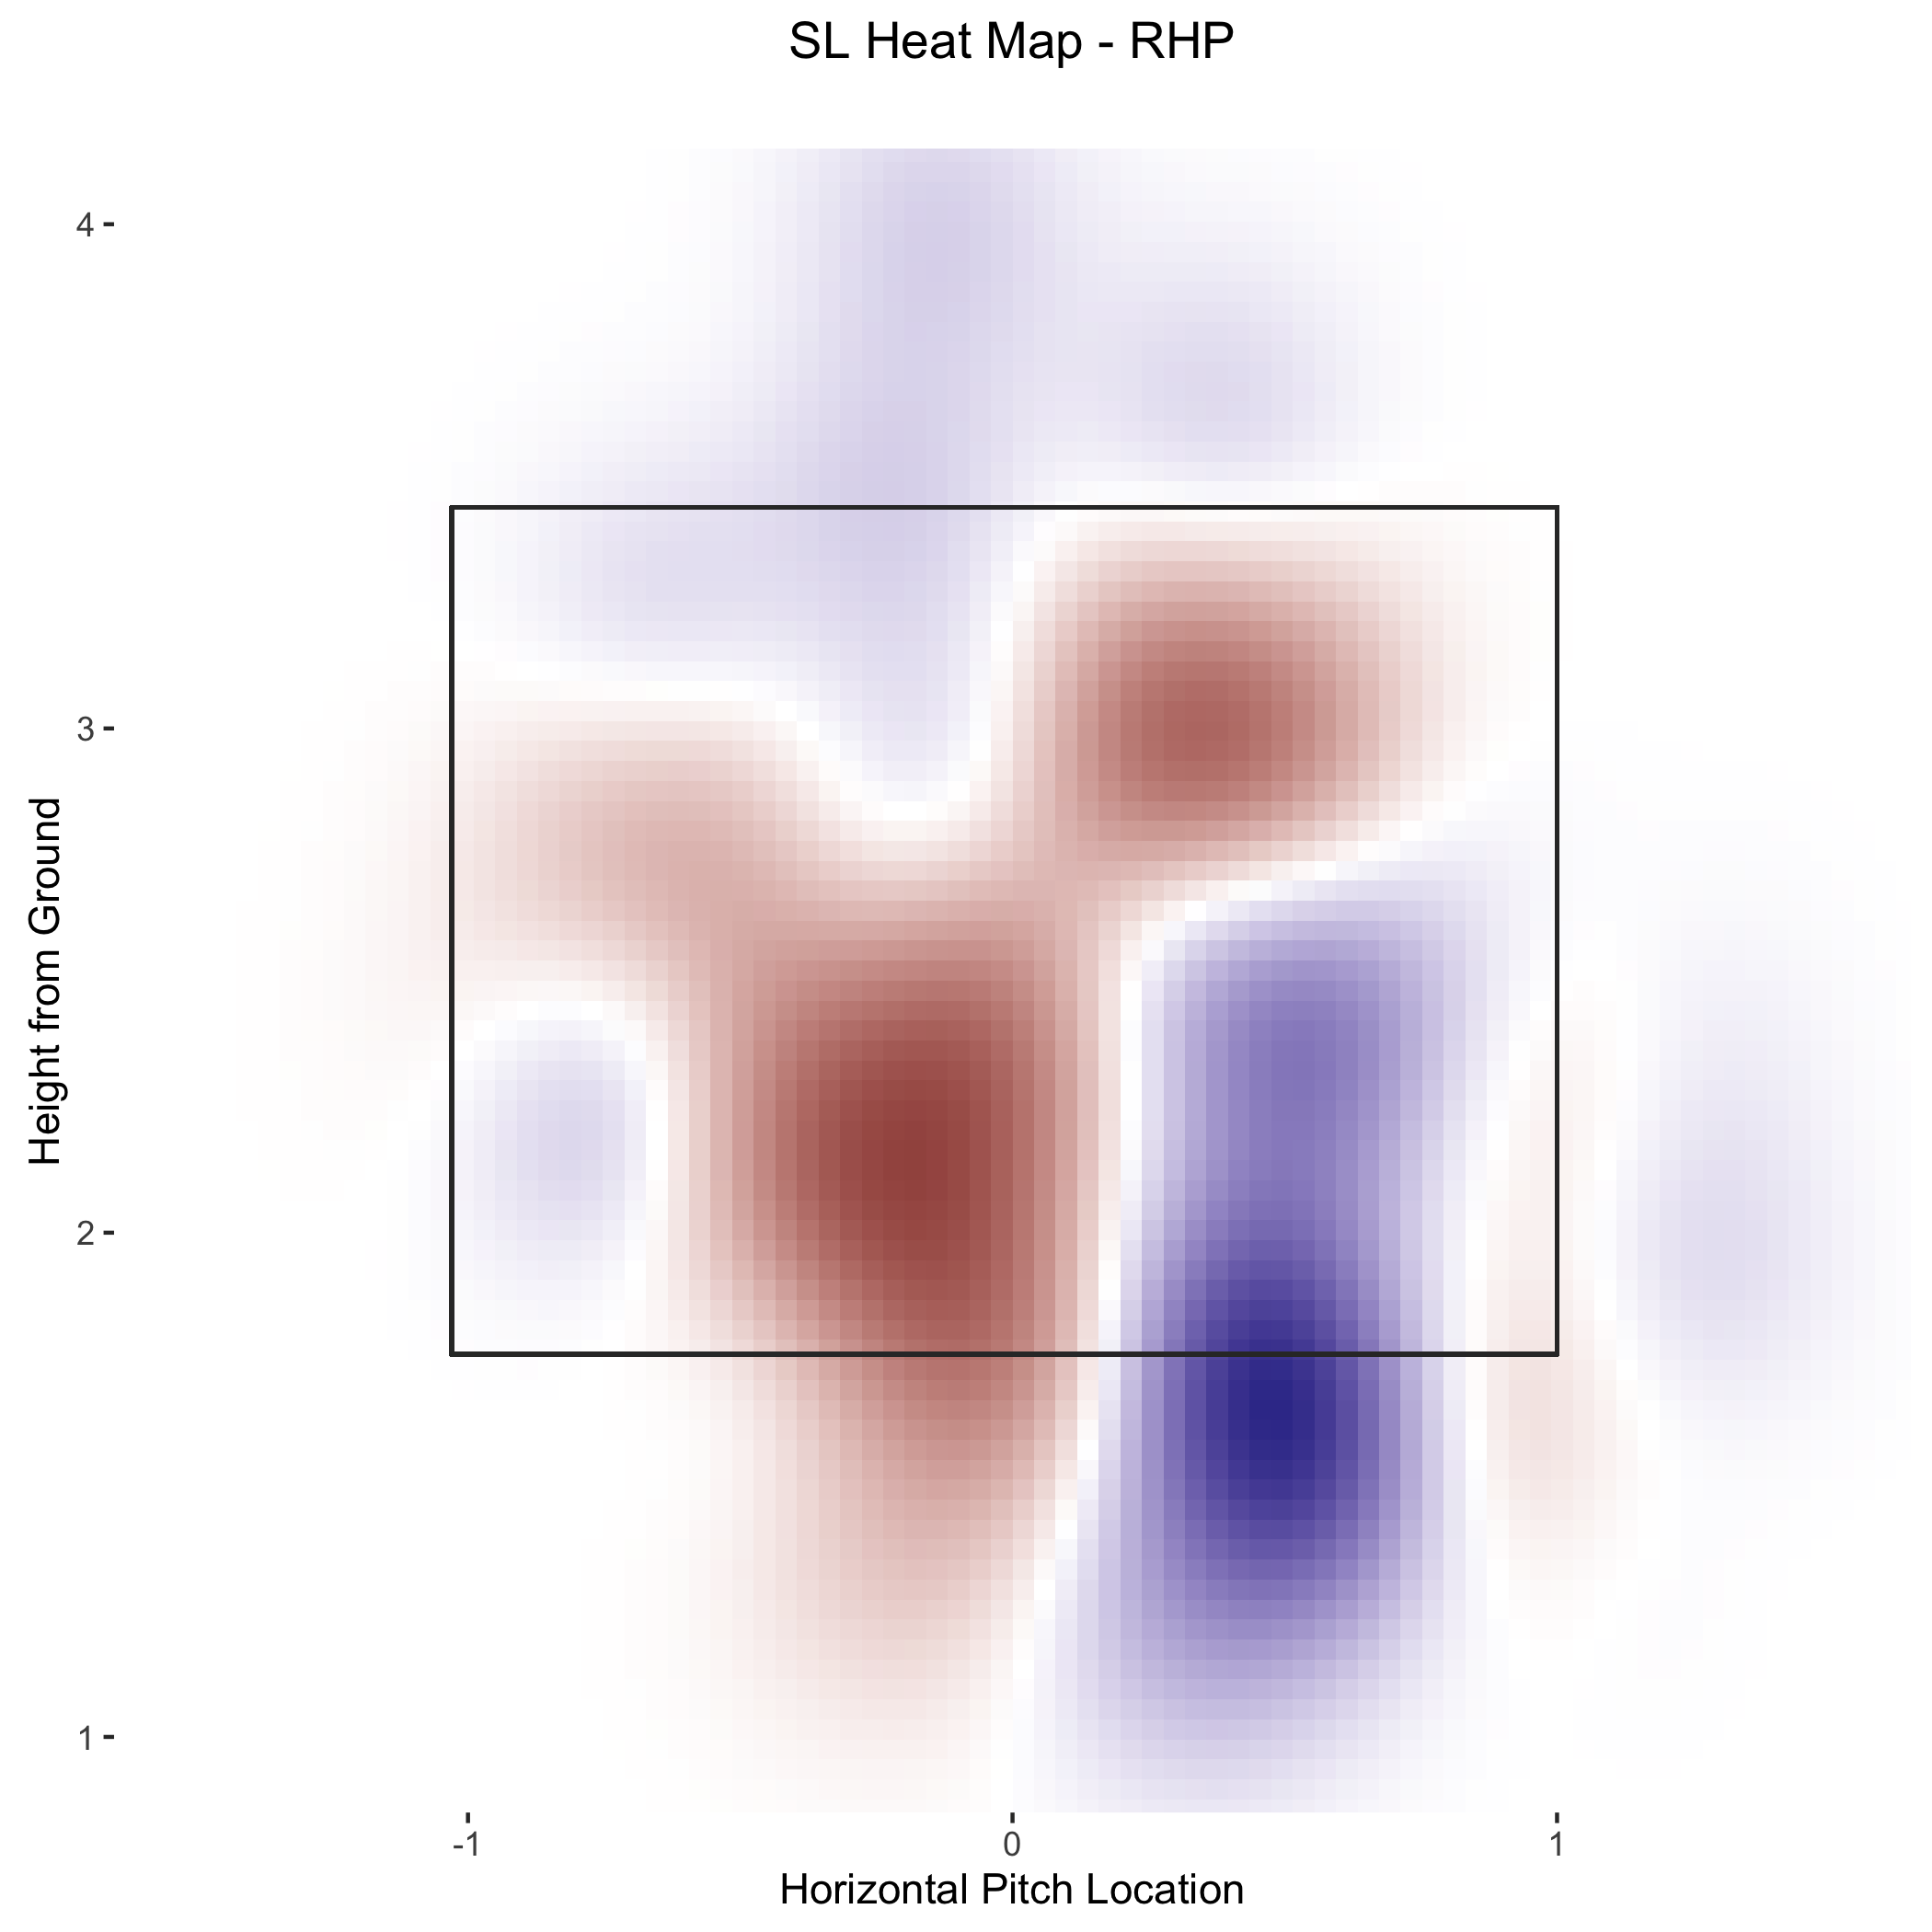 SL Heat Map - RHP
4
3
2
1
Height from Ground
-1 0 1
Horizontal Pitch Location